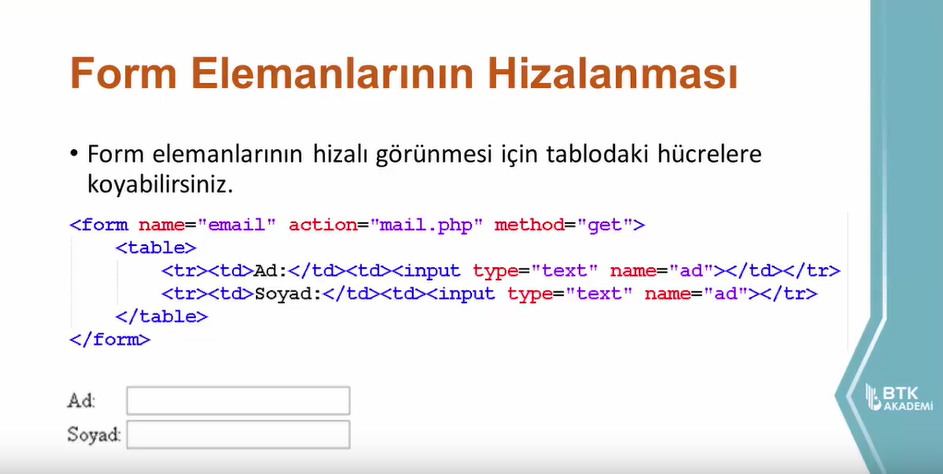 Form Elemanlarının Hizalanması
• Form elemanlarının hizalı görünmesi için tablodaki hücrelere
koyabilirsiniz.
<form name="email" action="mail.php" method="get">
<table>
<tr><td>Ad:</td><td><input type="text" name="ad"></td></tr>
<tr><td>Soyad:</td><td><input type="text" name="ad"></tr>
</table>
</form>
Ad:
Soyad:
BTK
AKADEMİ